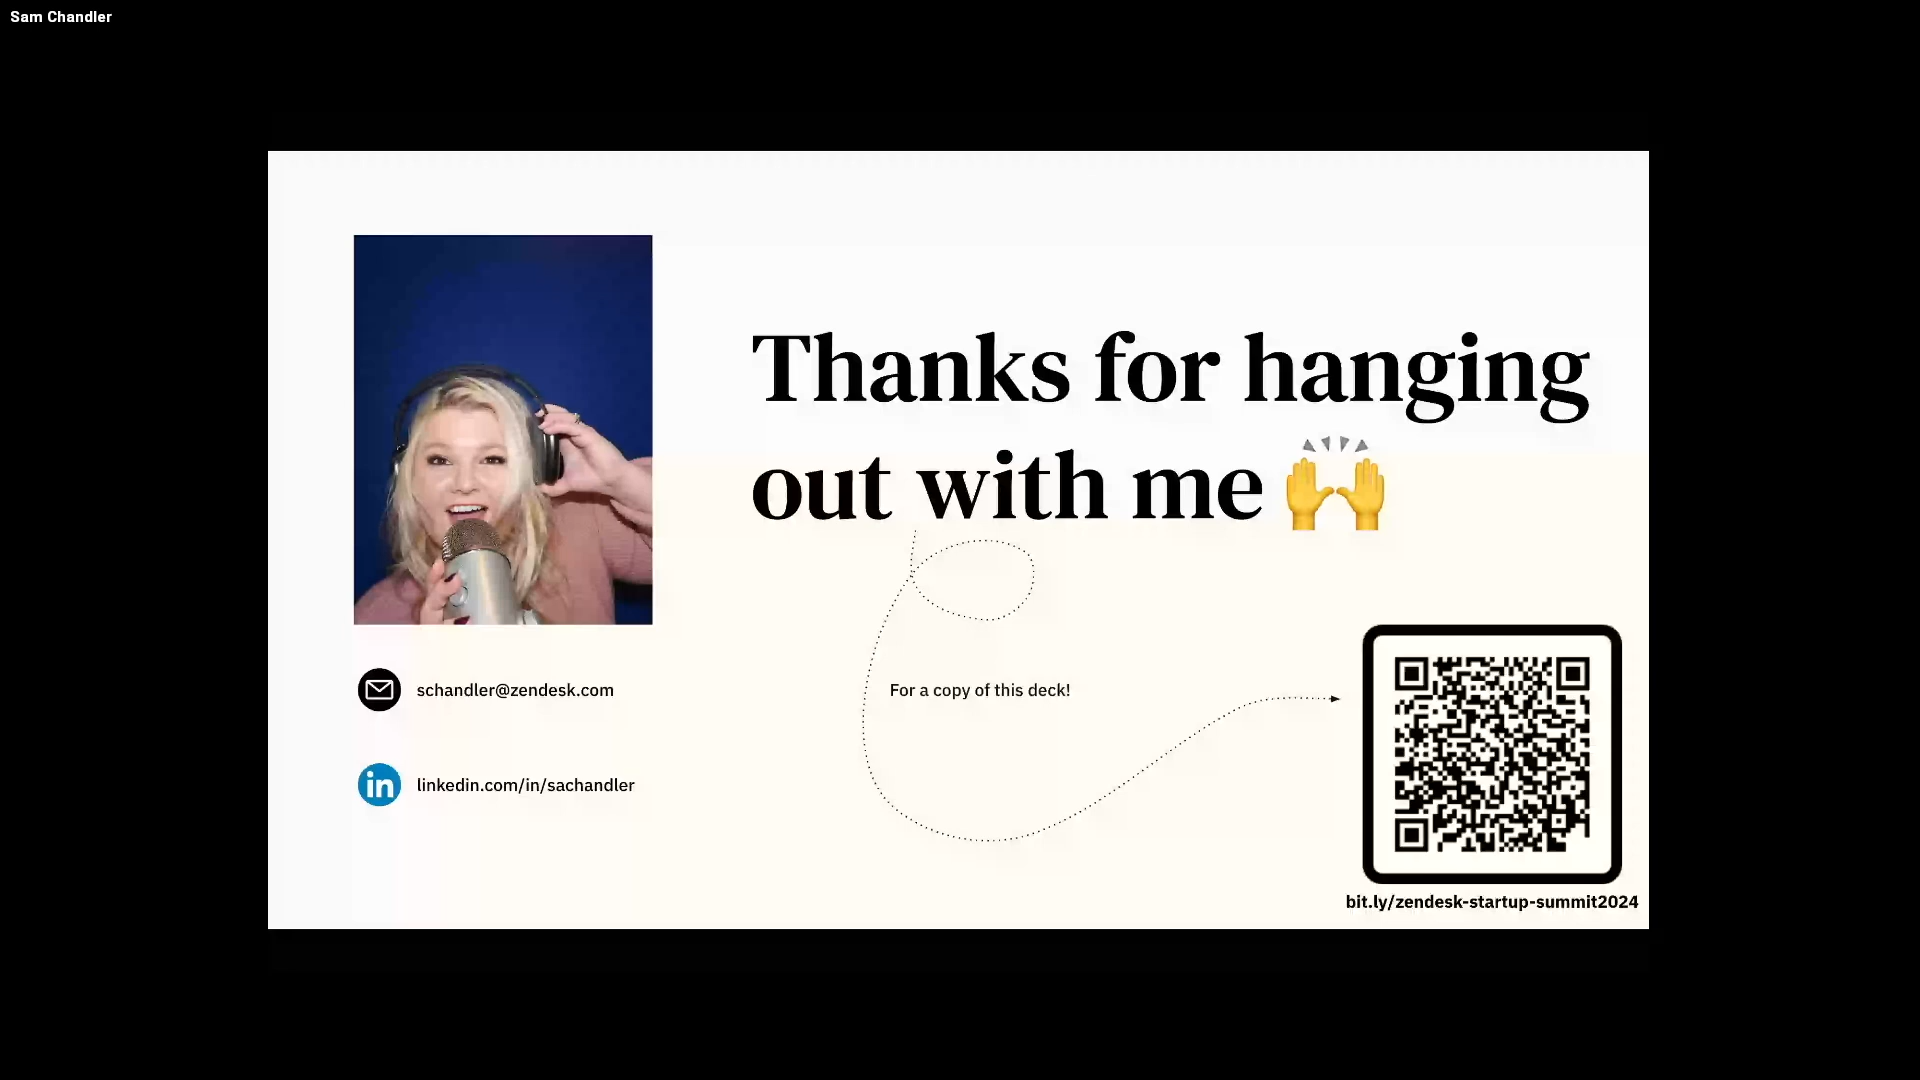 Sam Chandler
Thanks for hanging
out with me 🙌
schandler@zendesk.com
For a copy of this deck!
linkedin.com/in/sachandler
bit.ly/zendesk-startup-summit2024